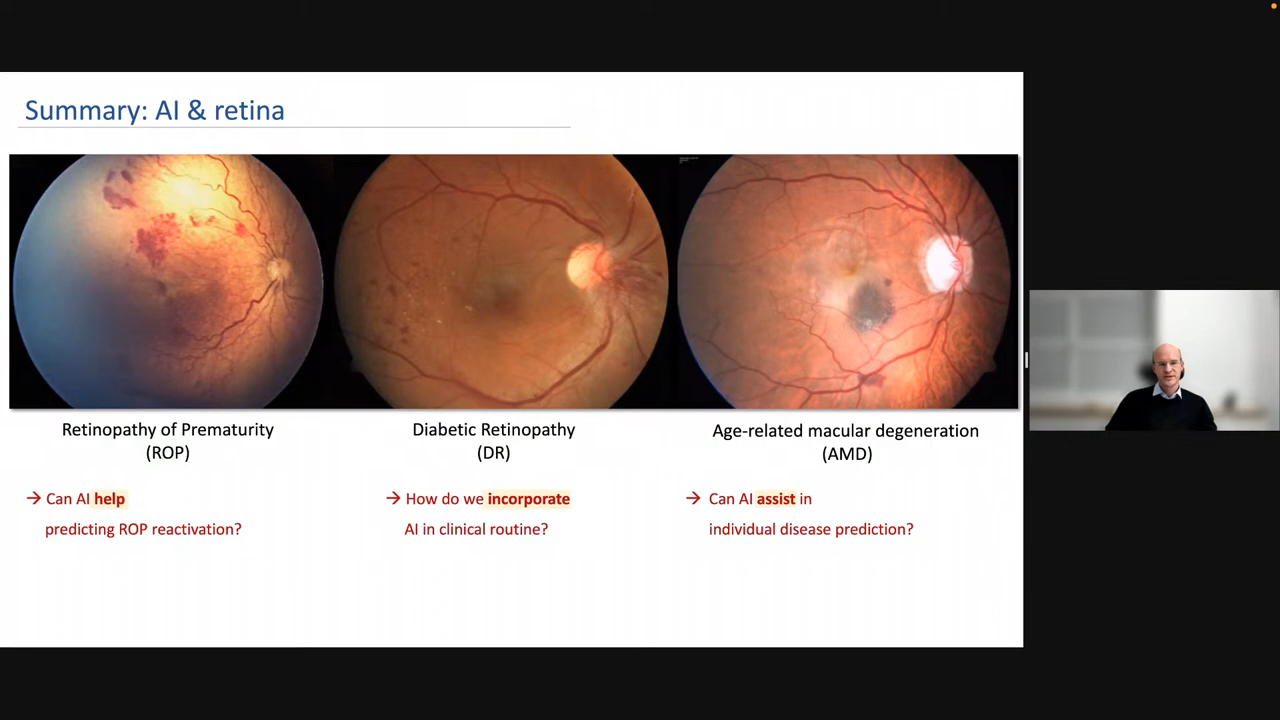 Summary: AI & retina
Retinopathy of Prematurity
(ROP)
→ Can AI help
predicting ROP reactivation?
Diabetic Retinopathy
(DR)
→ How do we incorporate
AI in clinical routine?
Age-related macular degeneration
(AMD)
→ Can AI assist in
individual disease prediction?